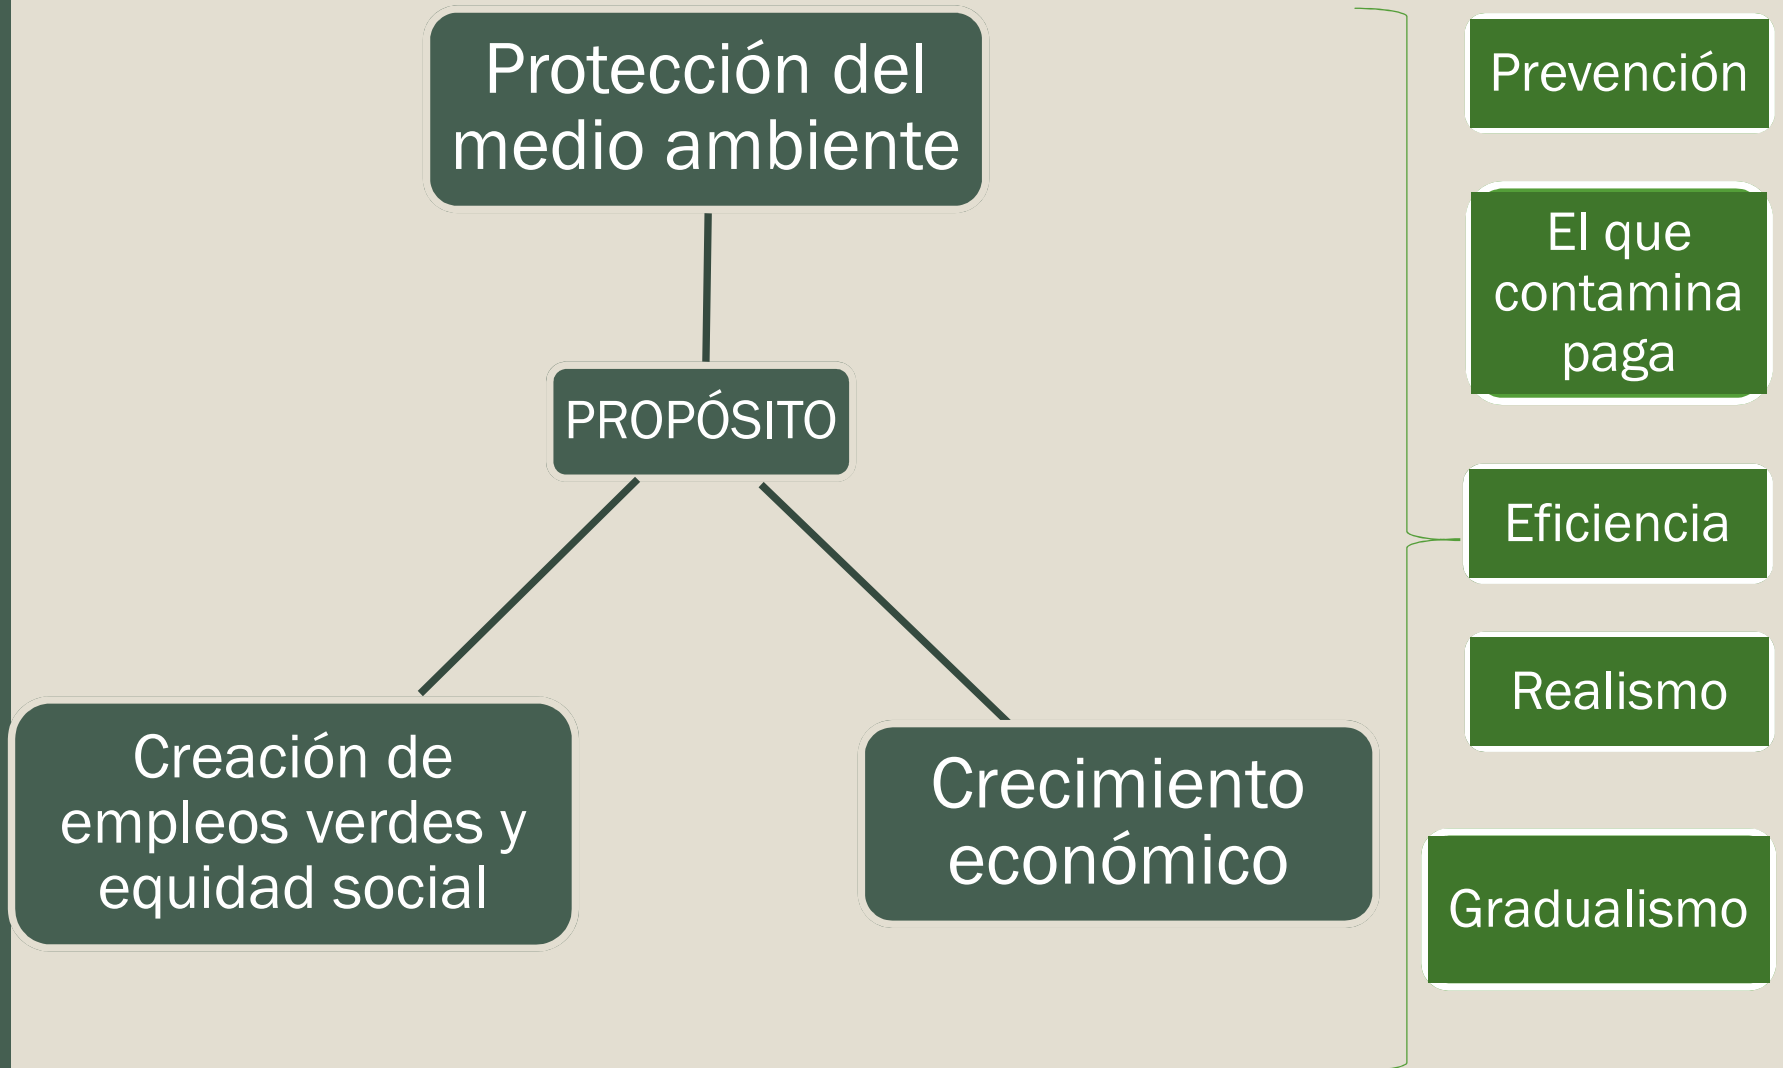 Protección del
medio ambiente
PROPÓSITO
Creación de
empleos verdes y
equidad social
Crecimiento
económico
Prevención
El que
contamina
paga
Eficiencia
Realismo
Gradualismo